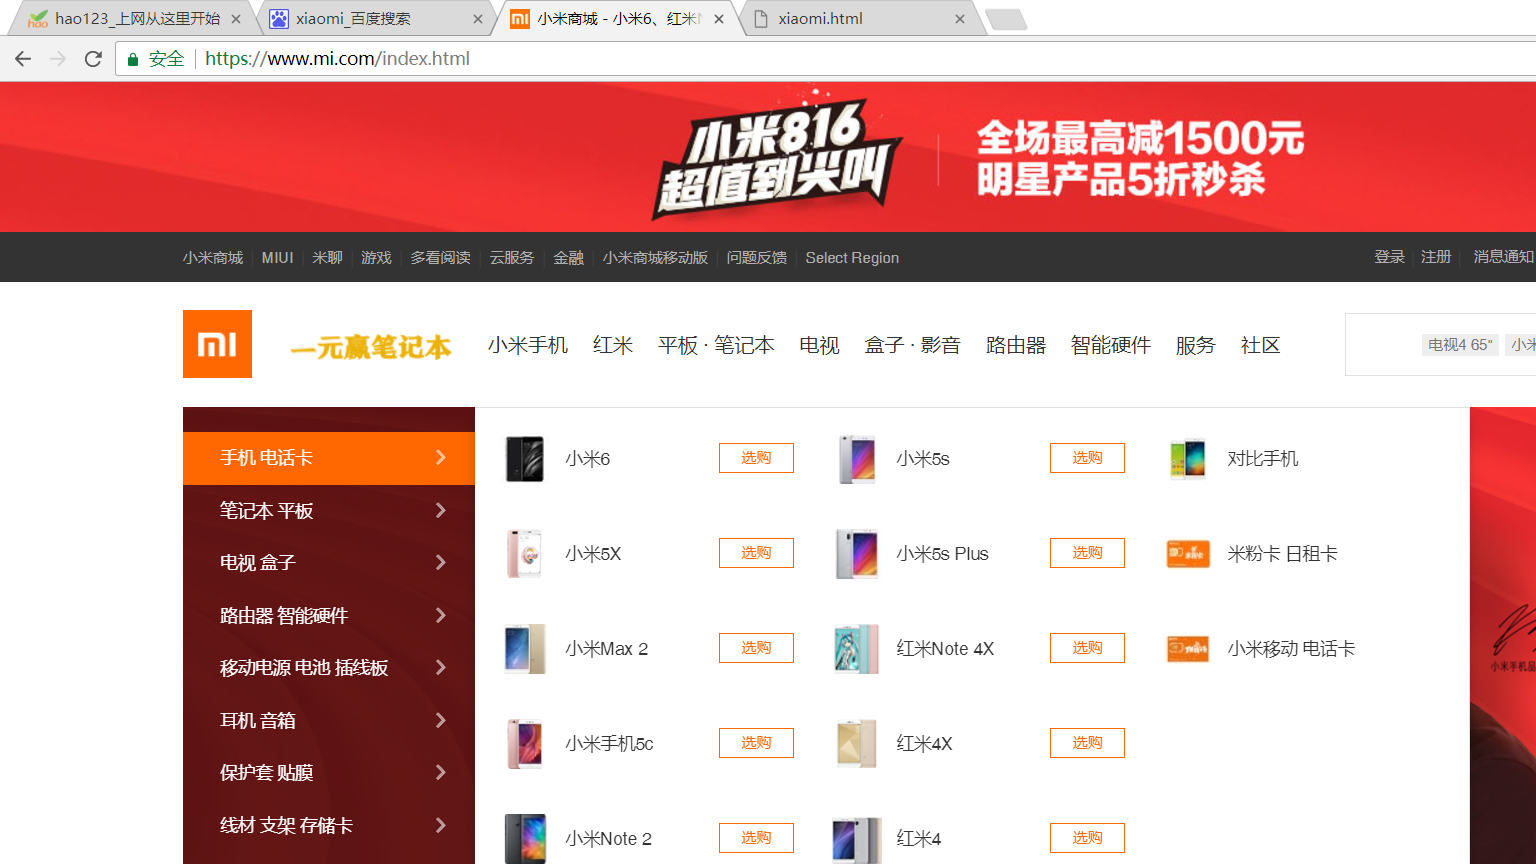 hao123_上网从这里开始
xiaomi_百度搜索
小米商城 - 小米6、红米N
xiaomi.html
安全
https://www.mi.com/index.html
小米816
超值到尖叫
全场最高减1500元
明星产品5折秒杀
小米商城 MIUI 米聊 游戏 多看阅读 云服务 金融 小米商城移动版 问题反馈 Select Region
登录 注册 消息通知
一元赢笔记本
小米手机 红米 平板 · 笔记本 电视 盒子 · 影音 路由器 智能硬件 服务 社区
电视4 65" 小米
手机 电话卡
笔记本 平板
电视 盒子
路由器 智能硬件
移动电源 电池 插线板
耳机 音箱
保护套 贴膜
线材 支架 存储卡
小米6 选购 小米5s 选购 对比手机
小米5X 选购 小米5s Plus 选购 米粉卡 日租卡
小米Max 2 选购 红米Note 4X 选购 小米移动 电话卡
小米手机5c 选购 红米4X 选购
小米Note 2 选购 红米4 选购
小米手机品